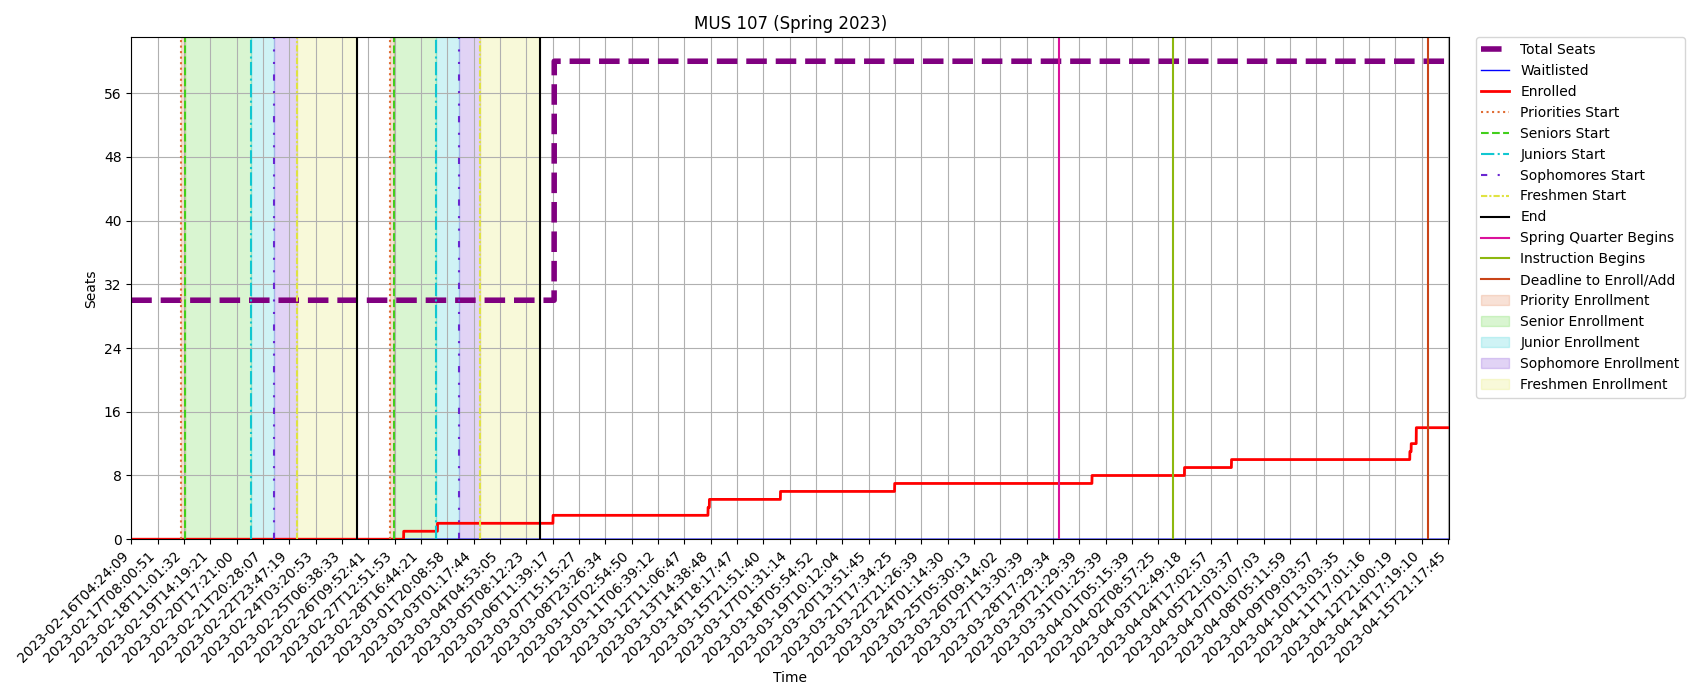 MUS 107 (Spring 2023)
Seats
56
48
40
32
24
16
8
0
2023-02-16T04:24:09
2023-02-17T08:00:51
2023-02-18T11:01:32
2023-02-19T14:19:21
2023-02-20T17:21:00
2023-02-21T20:28:07
2023-02-22T23:47:19
2023-02-24T03:20:53
2023-02-25T06:38:33
2023-02-26T09:52:41
2023-02-27T12:51:53
2023-02-28T16:44:21
2023-03-01T20:08:58
2023-03-03T01:17:44
2023-03-04T04:53:05
2023-03-05T08:12:23
2023-03-06T11:39:17
2023-03-07T15:15:27
2023-03-08T23:26:34
2023-03-10T02:54:50
2023-03-11T06:39:12
2023-03-12T11:06:47
2023-03-13T14:38:48
2023-03-14T18:17:47
2023-03-15T21:51:40
2023-03-17T01:31:14
2023-03-18T05:54:52
2023-03-19T10:12:04
2023-03-20T13:51:45
2023-03-21T17:34:25
2023-03-22T21:26:39
2023-03-24T01:14:30
2023-03-25T05:30:13
2023-03-26T09:14:02
2023-03-27T13:30:39
2023-03-28T17:29:34
2023-03-29T21:29:39
2023-03-31T01:25:39
2023-04-01T05:15:39
2023-04-02T08:57:25
2023-04-03T12:49:18
2023-04-04T17:02:57
2023-04-05T21:03:37
2023-04-07T01:07:03
2023-04-08T05:11:59
2023-04-09T09:03:57
2023-04-10T13:03:35
2023-04-11T17:01:16
2023-04-12T21:00:19
2023-04-14T17:19:10
2023-04-15T21:17:45
Time
Total Seats
Waitlisted
Enrolled
Priorities Start
Seniors Start
Juniors Start
Sophomores Start
Freshmen Start
End
Spring Quarter Begins
Instruction Begins
Deadline to Enroll/Add
Priority Enrollment
Senior Enrollment
Junior Enrollment
Sophomore Enrollment
Freshmen Enrollment